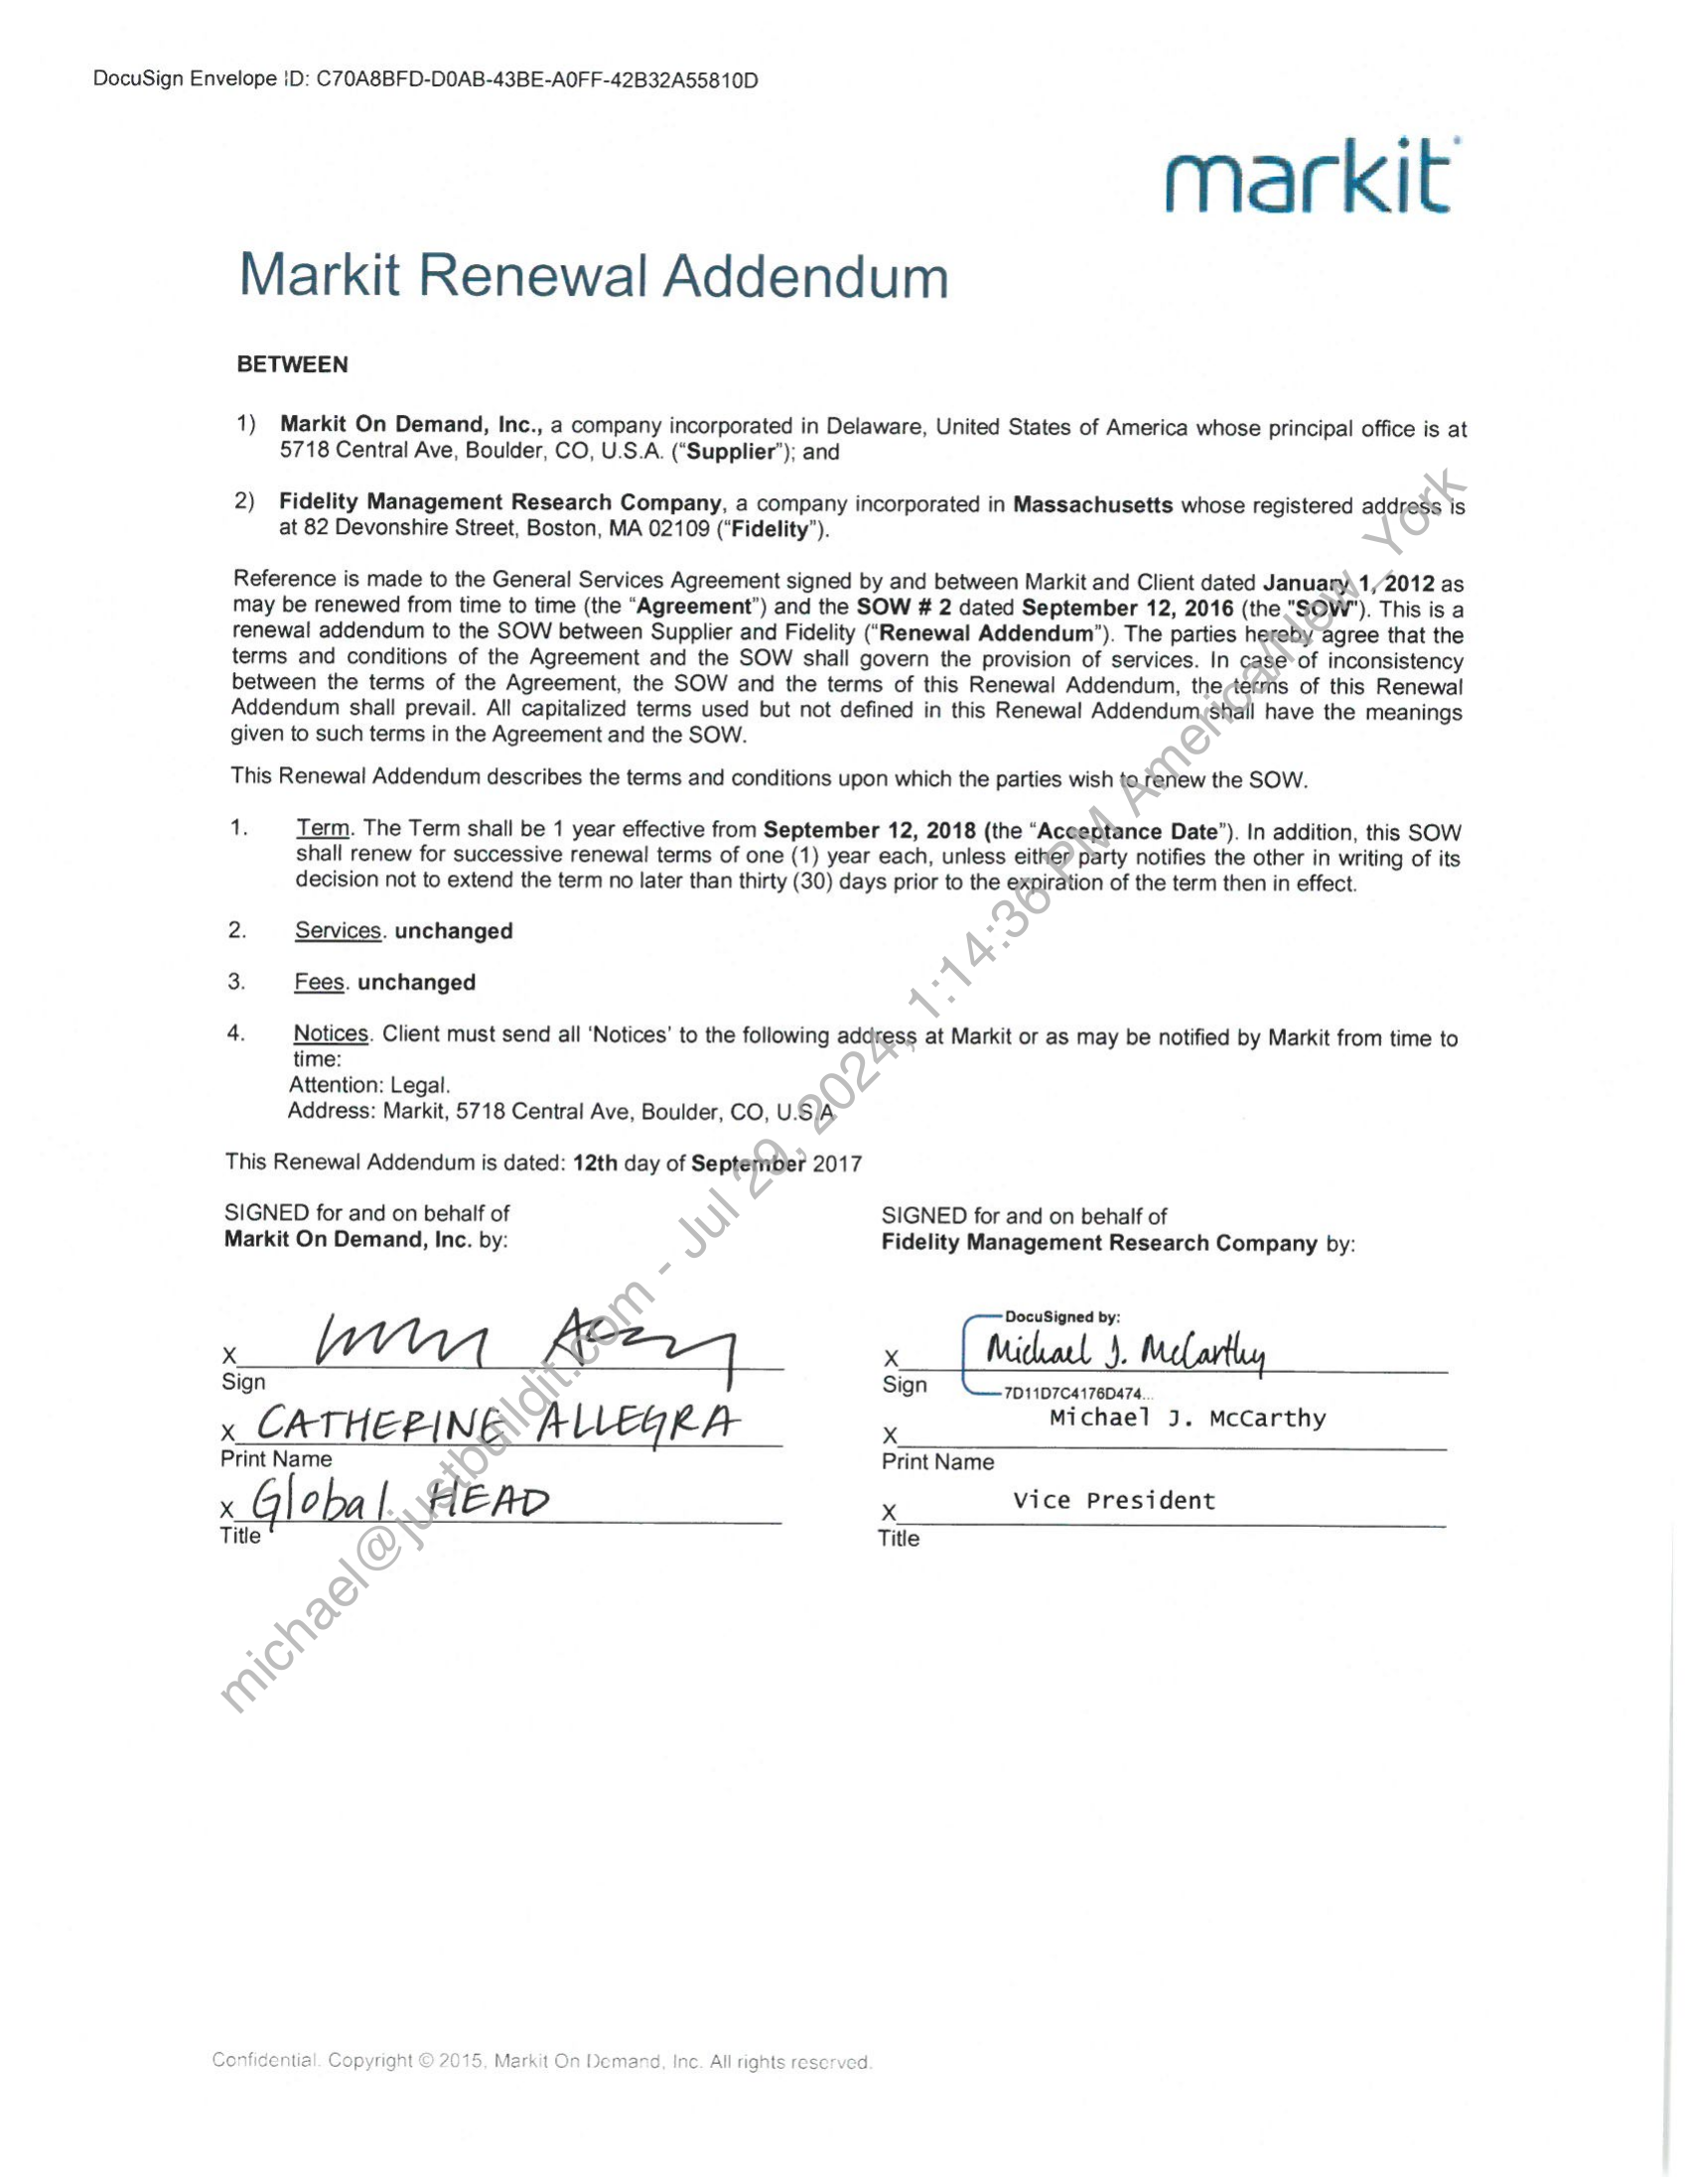 DocuSign Envelope ID: C70A8BFD-D0AB-43BE-A0FF-42B32A55810D
markit
Markit Renewal Addendum
BETWEEN
1) Markit On Demand, Inc., a company incorporated in Delaware, United States of America whose principal office is at
5718 Central Ave, Boulder, CO, U.S.A. ("Supplier"); and
2) Fidelity Management Research Company, a company incorporated in Massachusetts whose registered address is
at 82 Devonshire Street, Boston, MA 02109 ("Fidelity").
Reference is made to the General Services Agreement signed by and between Markit and Client dated January 1, 2012 as
may be renewed from time to time (the "Agreement") and the SOW # 2 dated September 12, 2016 (the "SOW"). This is a
renewal addendum to the SOW between Supplier and Fidelity ("Renewal Addendum"). The parties hereby agree that the
terms and conditions of the Agreement and the SOW shall govern the provision of services. In case of inconsistency
between the terms of the Agreement, the SOW and the terms of this Renewal Addendum, the terms of this Renewal
Addendum shall prevail. All capitalized terms used but not defined in this Renewal Addendum shall have the meanings
given to such terms in the Agreement and the SOW.
This Renewal Addendum describes the terms and conditions upon which the parties wish to renew the SOW.
1. Term. The Term shall be 1 year effective from September 12, 2018 (the "Acceptance Date"). In addition, this SOW
shall renew for successive renewal terms of one (1) year each, unless either party notifies the other in writing of its
decision not to extend the term no later than thirty (30) days prior to the expiration of the term then in effect.
2. Services. unchanged
3. Fees. unchanged
4. Notices. Client must send all 'Notices' to the following address at Markit or as may be notified by Markit from time to
time:
Attention: Legal.
Address: Markit, 5718 Central Ave, Boulder, CO, U.S.A.
This Renewal Addendum is dated: 12th day of September 2017
SIGNED for and on behalf of
Markit On Demand, Inc. by:
X
Sign
X CATHERINE ALLEGRA
Print Name
X Global HEAD
Title
SIGNED for and on behalf of
Fidelity Management Research Company by:
DocuSigned by:
X Michael J. McCarthy
Sign
7D11D7C4176D474...
Michael J. McCarthy
X
Print Name
Vice President
X
Title
michael@justbuildit.com - Jul 29, 2024, 1:14:36 PM America/New_York
Confidential. Copyright © 2015, Markit On Demand, Inc. All rights reserved.